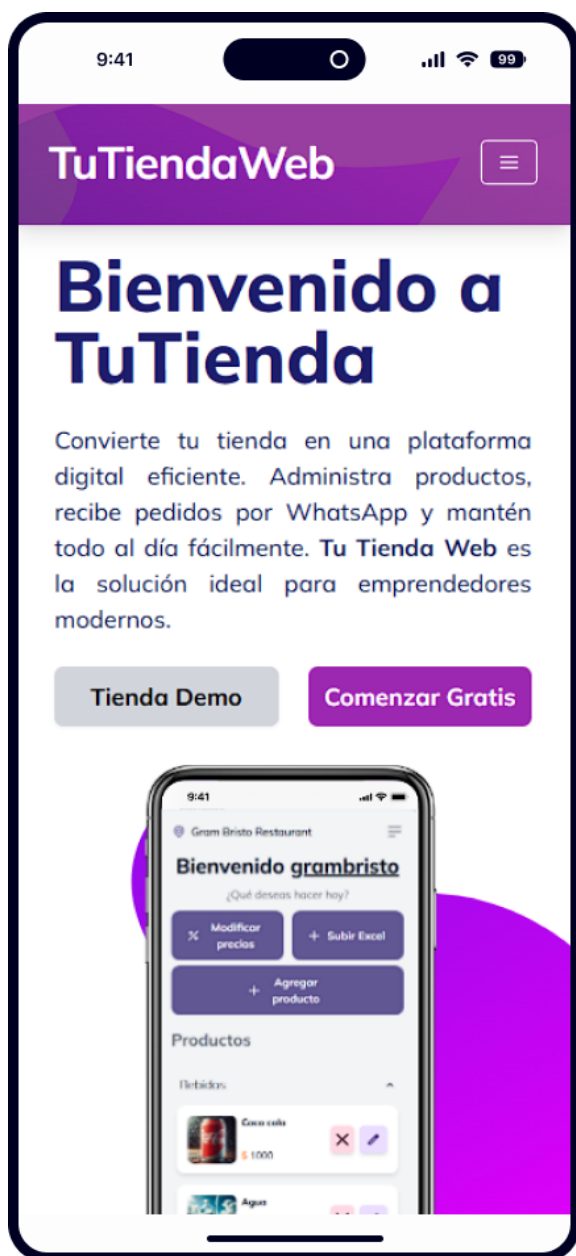 9:41
99
TuTiendaWeb
Bienvenido a
TuTienda
Convierte tu tienda en una plataforma
digital eficiente. Administra productos,
recibe pedidos por WhatsApp y mantén
todo al día fácilmente. Tu Tienda Web es
la solución ideal para emprendedores
modernos.
Tienda Demo
Comenzar Gratis
9:41
Gram Bristo Restaurant
Bienvenido grambristo
¿Qué deseas hacer hoy?
Modificar
precios
Subir Excel
Agregar
producto
Productos
Bebidas
Coca cola
$ 1000
Agua